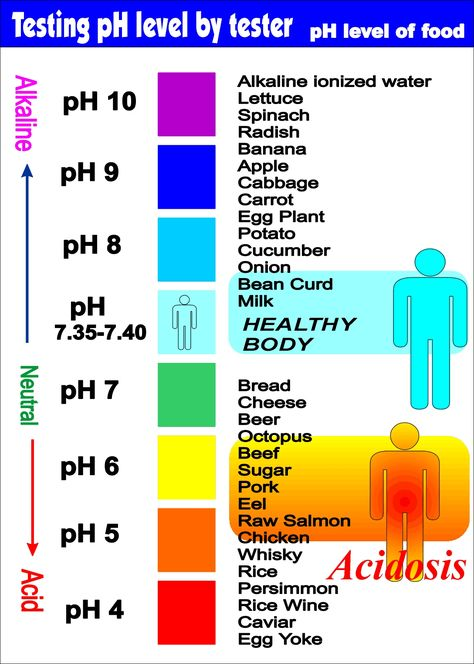 Testing pH level by tester pH level of food
Alkaline
Neutral
Acid
pH 10
pH 9
pH 8
pH
7.35-7.40
pH 7
pH 6
pH 5
pH 4
Alkaline ionized water
Lettuce
Spinach
Radish
Banana
Apple
Cabbage
Carrot
Egg Plant
Potato
Cucumber
Onion
Bean Curd
Milk
HEALTHY
BODY
Bread
Cheese
Beer
Octopus
Beef
Sugar
Pork
Eel
Raw Salmon
Chicken
Whisky
Rice
Persimmon
Rice Wine
Caviar
Egg Yoke
Acidosis